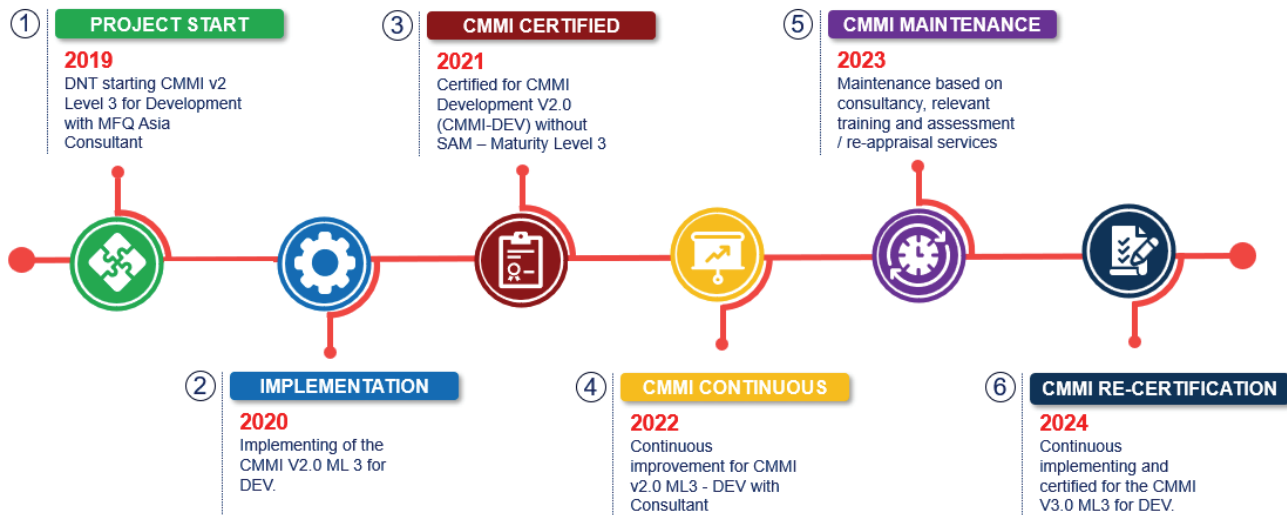 1
PROJECT START
2019
DNT starting CMMI v2
Level 3 for Development
with MFQ Asia
Consultant
2
IMPLEMENTATION
2020
Implementing of the
CMMI V2.0 ML 3 for
DEV.
3
CMMI CERTIFIED
2021
Certified for CMMI
Development V2.0
(CMMI-DEV) without
SAM – Maturity Level 3
4
CMMI CONTINUOUS
2022
Continuous
improvement for CMMI
v2.0 ML3 - DEV with
Consultant
5
CMMI MAINTENANCE
2023
Maintenance based on
consultancy, relevant
training and assessment
/ re-appraisal services
6
CMMI RE-CERTIFICATION
2024
Continuous
implementing and
certified for the CMMI
V3.0 ML3 for DEV.